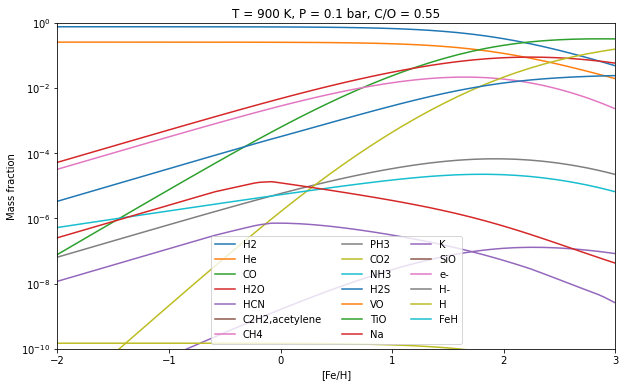 T = 900 K, P = 0.1 bar, C/O = 0.55
Mass fraction
10⁰
10⁻²
10⁻⁴
10⁻⁶
10⁻⁸
10⁻¹⁰
H2
He
CO
H2O
HCN
C2H2,acetylene
CH4
PH3
CO2
NH3
H2S
VO
TiO
Na
K
SiO
e-
H-
H
FeH
−2
−1
0
1
2
3
[Fe/H]